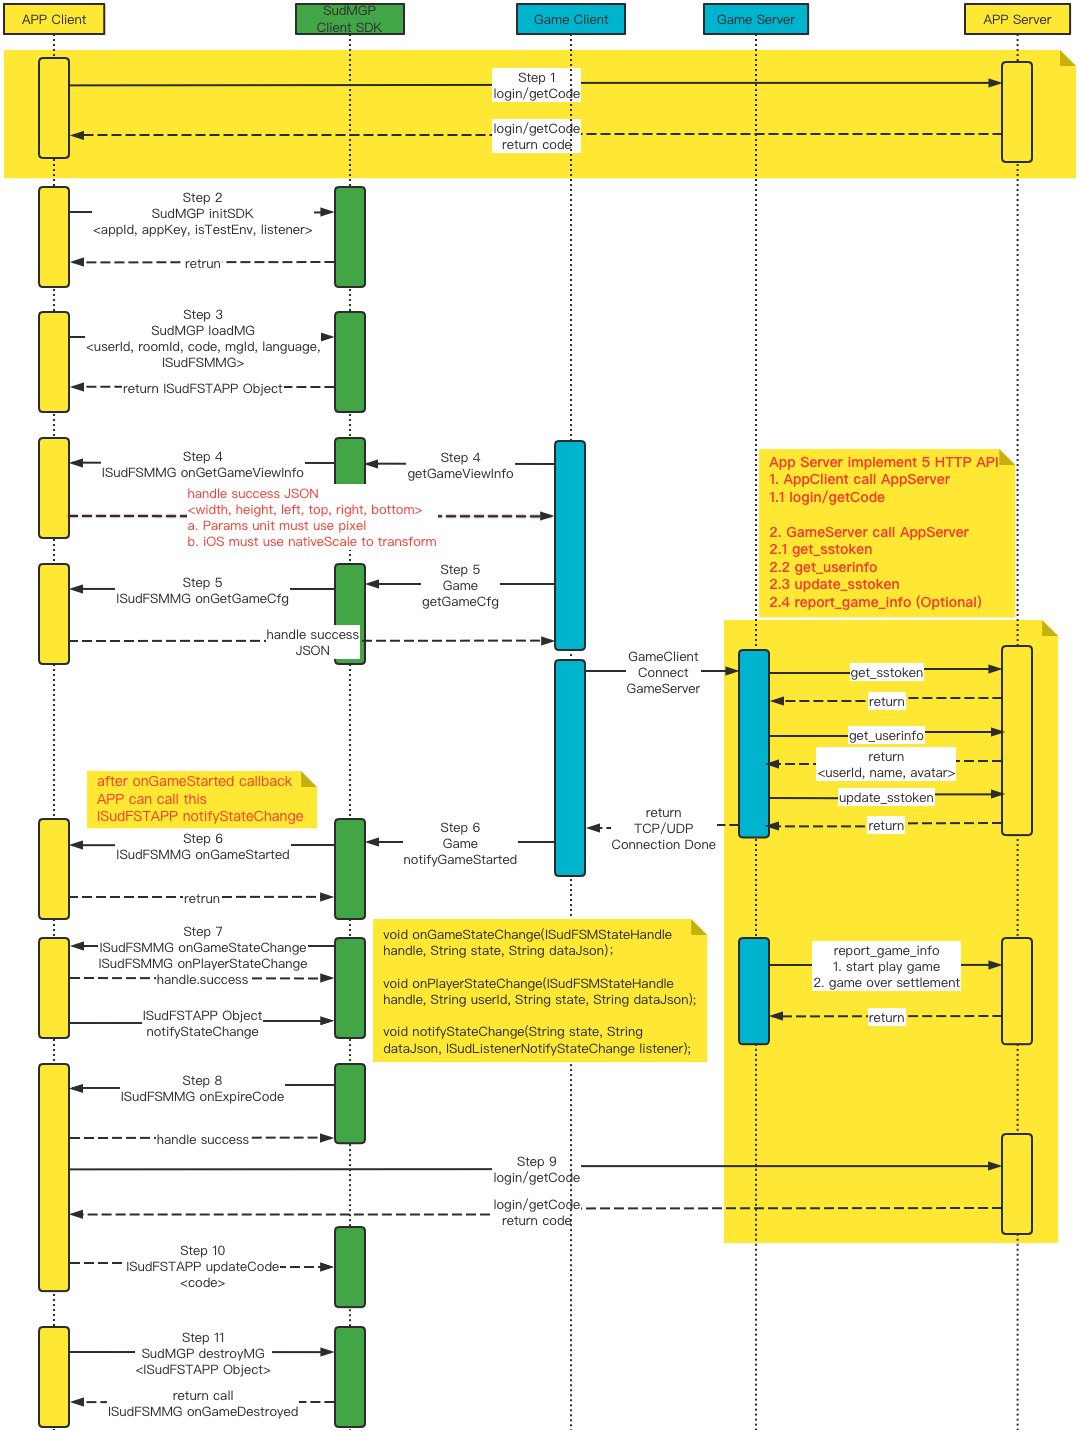 APP Client
SudMGP
Client SDK
Game Client
Game Server
APP Server
Step 1
login/getCode
login/getCode
return code
Step 2
SudMGP initSDK
<appId, appKey, isTestEnv, listener>
retrun
Step 3
SudMGP loadMG
<userId, roomId, code, mgId, language,
ISudFSMMG>
return ISudFSTAPP Object
Step 4
ISudFSMMG onGetGameViewInfo
Step 4
getGameViewInfo
handle success JSON
<width, height, left, top, right, bottom>
a. Params unit must use pixel
b. iOS must use nativeScale to transform
App Server implement 5 HTTP API
1. AppClient call AppServer
1.1 login/getCode
2. GameServer call AppServer
2.1 get_sstoken
2.2 get_userinfo
2.3 update_sstoken
2.4 report_game_info (Optional)
Step 5
ISudFSMMG onGetGameCfg
Step 5
Game
getGameCfg
handle success
JSON
GameClient
Connect
GameServer
get_sstoken
return
get_userinfo
return
<userId, name, avatar>
update_sstoken
return
return
TCP/UDP
Connection Done
after onGameStarted callback
APP can call this
ISudFSTAPP notifyStateChange
Step 6
ISudFSMMG onGameStarted
Step 6
Game
notifyGameStarted
retrun
Step 7
ISudFSMMG onGameStateChange
ISudFSMMG onPlayerStateChange
handle.success
ISudFSTAPP Object
notifyStateChange
void onGameStateChange(ISudFSMStateHandle
handle, String state, String dataJson);
void onPlayerStateChange(ISudFSMStateHandle
handle, String userId, String state, String dataJson);
void notifyStateChange(String state, String
dataJson, ISudListenerNotifyStateChange listener);
report_game_info
1. start play game
2. game over settlement
return
Step 8
ISudFSMMG onExpireCode
handle success
Step 9
login/getCode
login/getCode
return code
Step 10
ISudFSTAPP updateCode
<code>
Step 11
SudMGP destroyMG
<ISudFSTAPP Object>
return call
ISudFSMMG onGameDestroyed